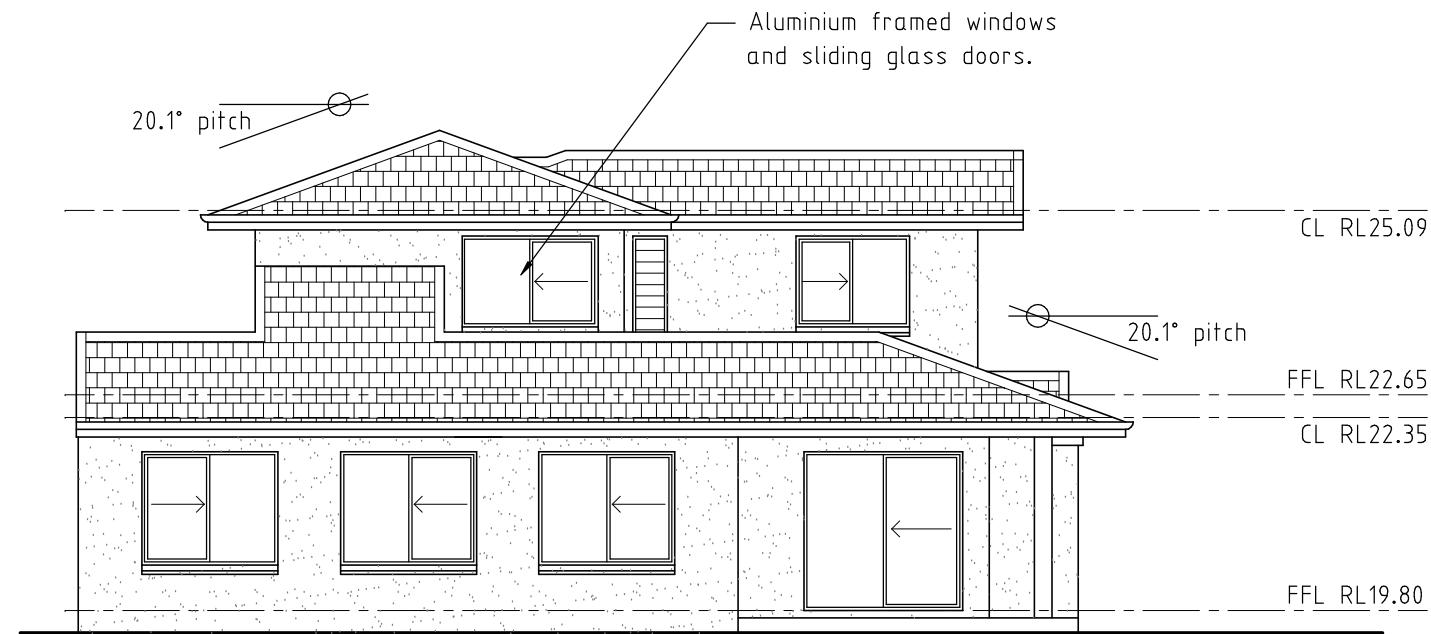 Aluminium framed windows
and sliding glass doors.
20.1° pitch
CL RL25.09
20.1° pitch
FFL RL22.65
CL RL22.35
FFL RL19.80